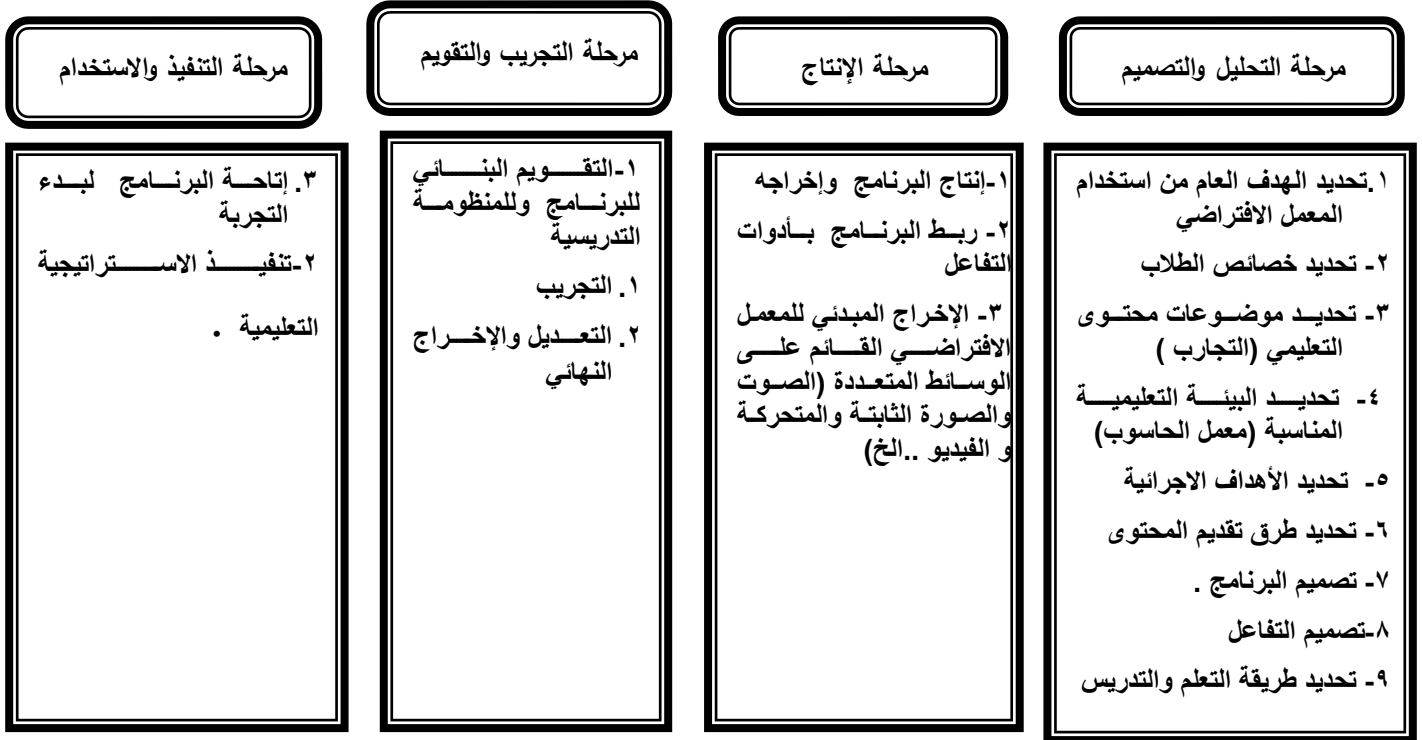 مرحلة التحليل والتصميم
١.تحديد الهدف العام من استخدام
المعمل الافتراضي
٢- تحديد خصائص الطلاب
٣- تحديد موضوعات محتوى
التعليمي (التجارب )
٤- تحديد البيئة التعليمية
المناسبة (معمل الحاسوب)
٥- تحديد الأهداف الاجرائية
٦- تحديد طرق تقديم المحتوى
٧- تصميم البرنامج .
٨-تصميم التفاعل
٩- تحديد طريقة التعلم والتدريس
مرحلة الإنتاج
١-إنتاج البرنامج وإخراجه
٢- ربط البرنامج بأدوات
التفاعل
٣- الإخراج المبدئي للمعمل
الافتراضي القائم على
الوسائط المتعددة (الصوت
والصورة الثابتة والمتحركة
و الفيديو ..الخ)
مرحلة التجريب والتقويم
١-التقويم البنائي
للبرنامج وللمنظومة
التدريسية
١. التجريب
٢. التعديل والإخراج
النهائي
مرحلة التنفيذ والاستخدام
٣. إتاحة البرنامج لبدء
التجربة
٢-تنفيذ الاستراتيجية
التعليمية .